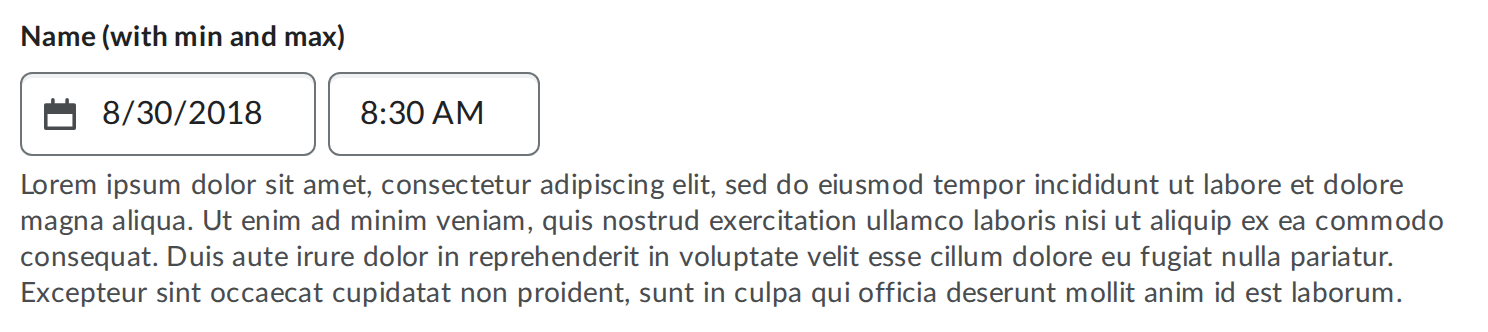 Name (with min and max)
8/30/2018 8:30 AM
Lorem ipsum dolor sit amet, consectetur adipiscing elit, sed do eiusmod tempor incididunt ut labore et dolore
magna aliqua. Ut enim ad minim veniam, quis nostrud exercitation ullamco laboris nisi ut aliquip ex ea commodo
consequat. Duis aute irure dolor in reprehenderit in voluptate velit esse cillum dolore eu fugiat nulla pariatur.
Excepteur sint occaecat cupidatat non proident, sunt in culpa qui officia deserunt mollit anim id est laborum.